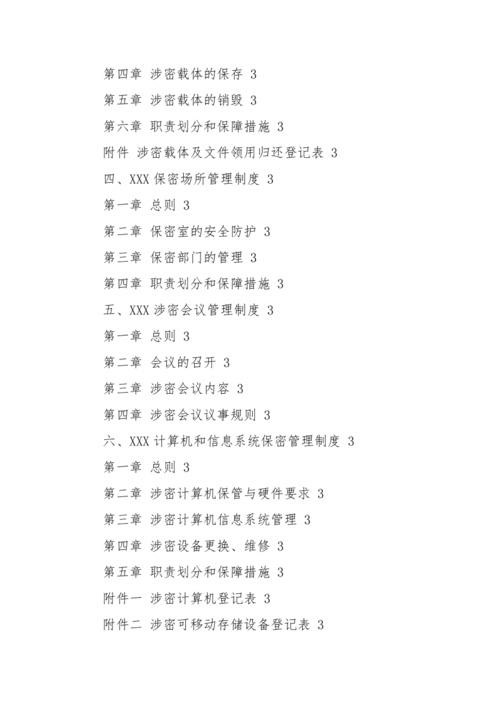 第四章 涉密载体的保存 3
第五章 涉密载体的销毁 3
第六章 职责划分和保障措施 3
附件 涉密载体及文件领用归还登记表 3
四、XXX保密场所管理制度 3
第一章 总则 3
第二章 保密室的安全防护 3
第三章 保密部门的管理 3
第四章 职责划分和保障措施 3
五、XXX涉密会议管理制度 3
第一章 总则 3
第二章 会议的召开 3
第三章 涉密会议内容 3
第四章 涉密会议议事规则 3
六、XXX计算机和信息系统保密管理制度 3
第一章 总则 3
第二章 涉密计算机保管与硬件要求 3
第三章 涉密计算机信息系统管理 3
第四章 涉密设备更换、维修 3
第五章 职责划分和保障措施 3
附件一 涉密计算机登记表 3
附件二 涉密可移动存储设备登记表 3